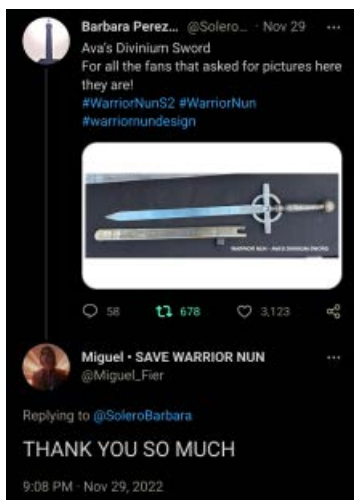 Barbara Perez... @Solero... · Nov 29 ...
Ava's Divinium Sword
For all the fans that asked for pictures here
they are!
#WarriorNunS2 #WarriorNun
#warriornundesign
WARRIOR NUN - AVA'S DIVINIUM SWORD
58 678 3,123
Miguel • SAVE WARRIOR NUN ...
@Miguel_Fier
Replying to @SoleroBarbara
THANK YOU SO MUCH
9:08 PM · Nov 29, 2022